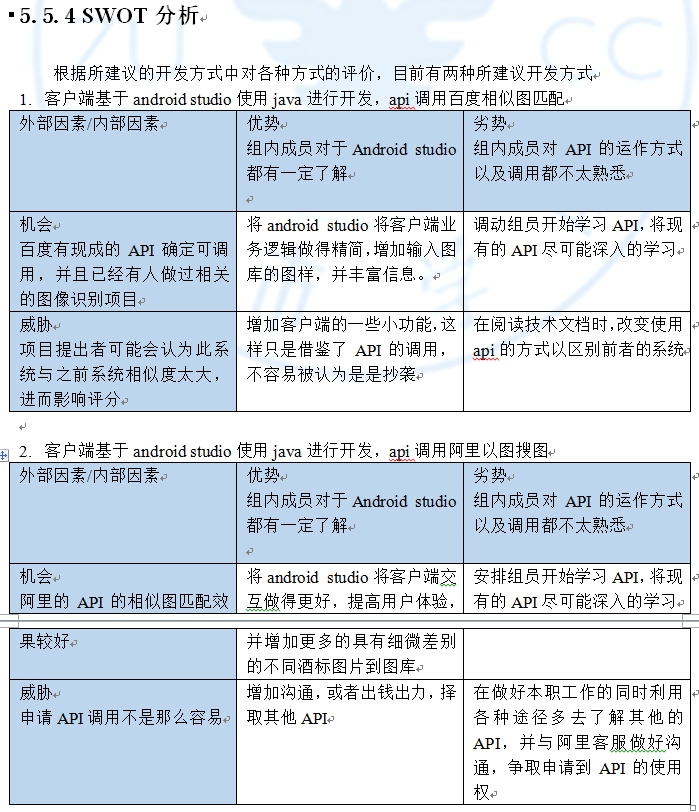 5.5.4 SWOT 分析
根据所建议的开发方式中对各种方式的评价，目前有两种所建议开发方式
1. 客户端基于 android studio 使用 java 进行开发，api 调用百度相似图匹配
外部因素/内部因素
优势
组内成员对于 Android studio
都有一定了解
劣势
组内成员对 API 的运作方式
以及调用都不太熟悉
机会
百度有现成的 API 确定可调
用，并且已经有人做过相关
的图像识别项目
将 android studio 将客户端业
务逻辑做得精简，增加输入图
库的图样，并丰富信息。
调动组员开始学习 API，将现
有的 API 尽可能深入的学习
威胁
项目提出者可能会认为此系
统与之前系统相似度太大，
进而影响评分
增加客户端的一些小功能，这
样只是借鉴了 API 的调用，
不容易被认为是是抄袭
在阅读技术文档时，改变使用
api 的方式以区别前者的系统
2. 客户端基于 android studio 使用 java 进行开发，api 调用阿里以图搜图
外部因素/内部因素
优势
组内成员对于 Android studio
都有一定了解
劣势
组内成员对 API 的运作方式
以及调用都不太熟悉
机会
阿里的 API 的相似图匹配效
果较好
将 android studio 将客户端交
互做得更好，提高用户体验，
并增加更多的具有细微差别
的不同酒标图片到图库
安排组员开始学习 API，将现
有的 API 尽可能深入的学习
威胁
申请 API 调用不是那么容易
增加沟通，或者出钱出力，择
取其他 API
在做好本职工作的同时利用
各种途径多去了解其他的
API，并与阿里客服做好沟
通，争取申请到 API 的使用
权